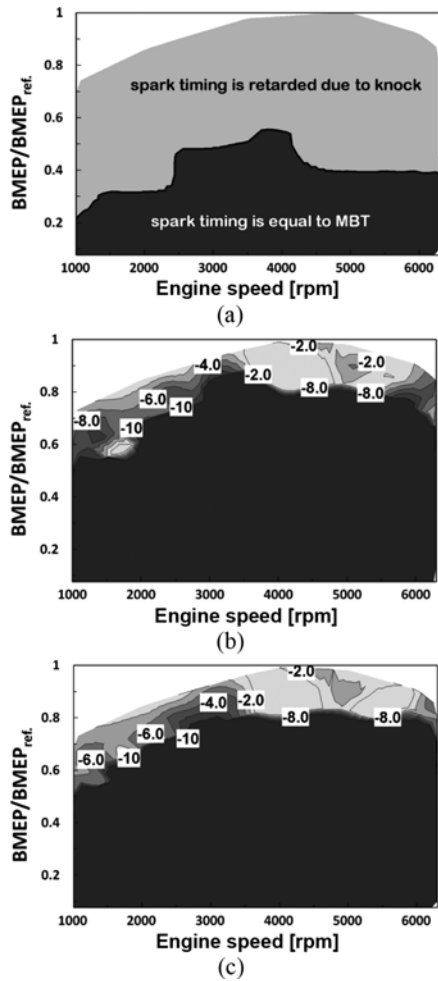 1
0.8
0.6
0.4
0.2
BMEP/BMEPref.
spark timing is retarded due to knock
spark timing is equal to MBT
1000 2000 3000 4000 5000 6000
Engine speed [rpm]
(a)
1
0.8
0.6
0.4
0.2
BMEP/BMEPref.
-2.0
-4.0
-2.0
-2.0
-6.0
-8.0
-8.0
-8.0
-10
-10
1000 2000 3000 4000 5000 6000
Engine speed [rpm]
(b)
1
0.8
0.6
0.4
0.2
BMEP/BMEPref.
-2.0
-4.0
-2.0
-8.0
-8.0
-6.0
-10
-6.0
-10
1000 2000 3000 4000 5000 6000
Engine speed [rpm]
(c)